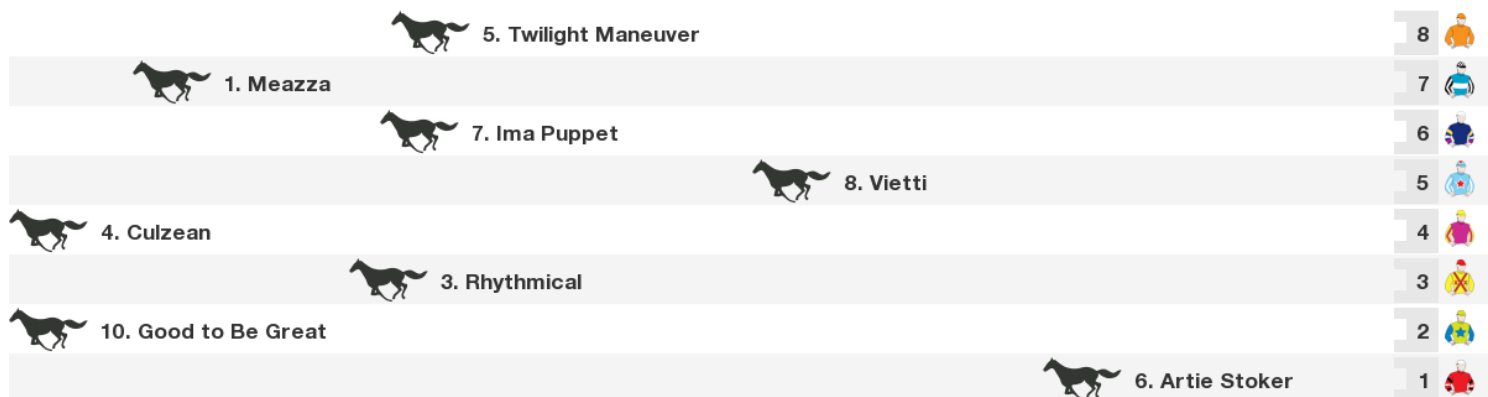 5. Twilight Maneuver 8
1. Meazza 7
7. Ima Puppet 6
8. Vietti 5
4. Culzean 4
3. Rhythmical 3
10. Good to Be Great 2
6. Artie Stoker 1